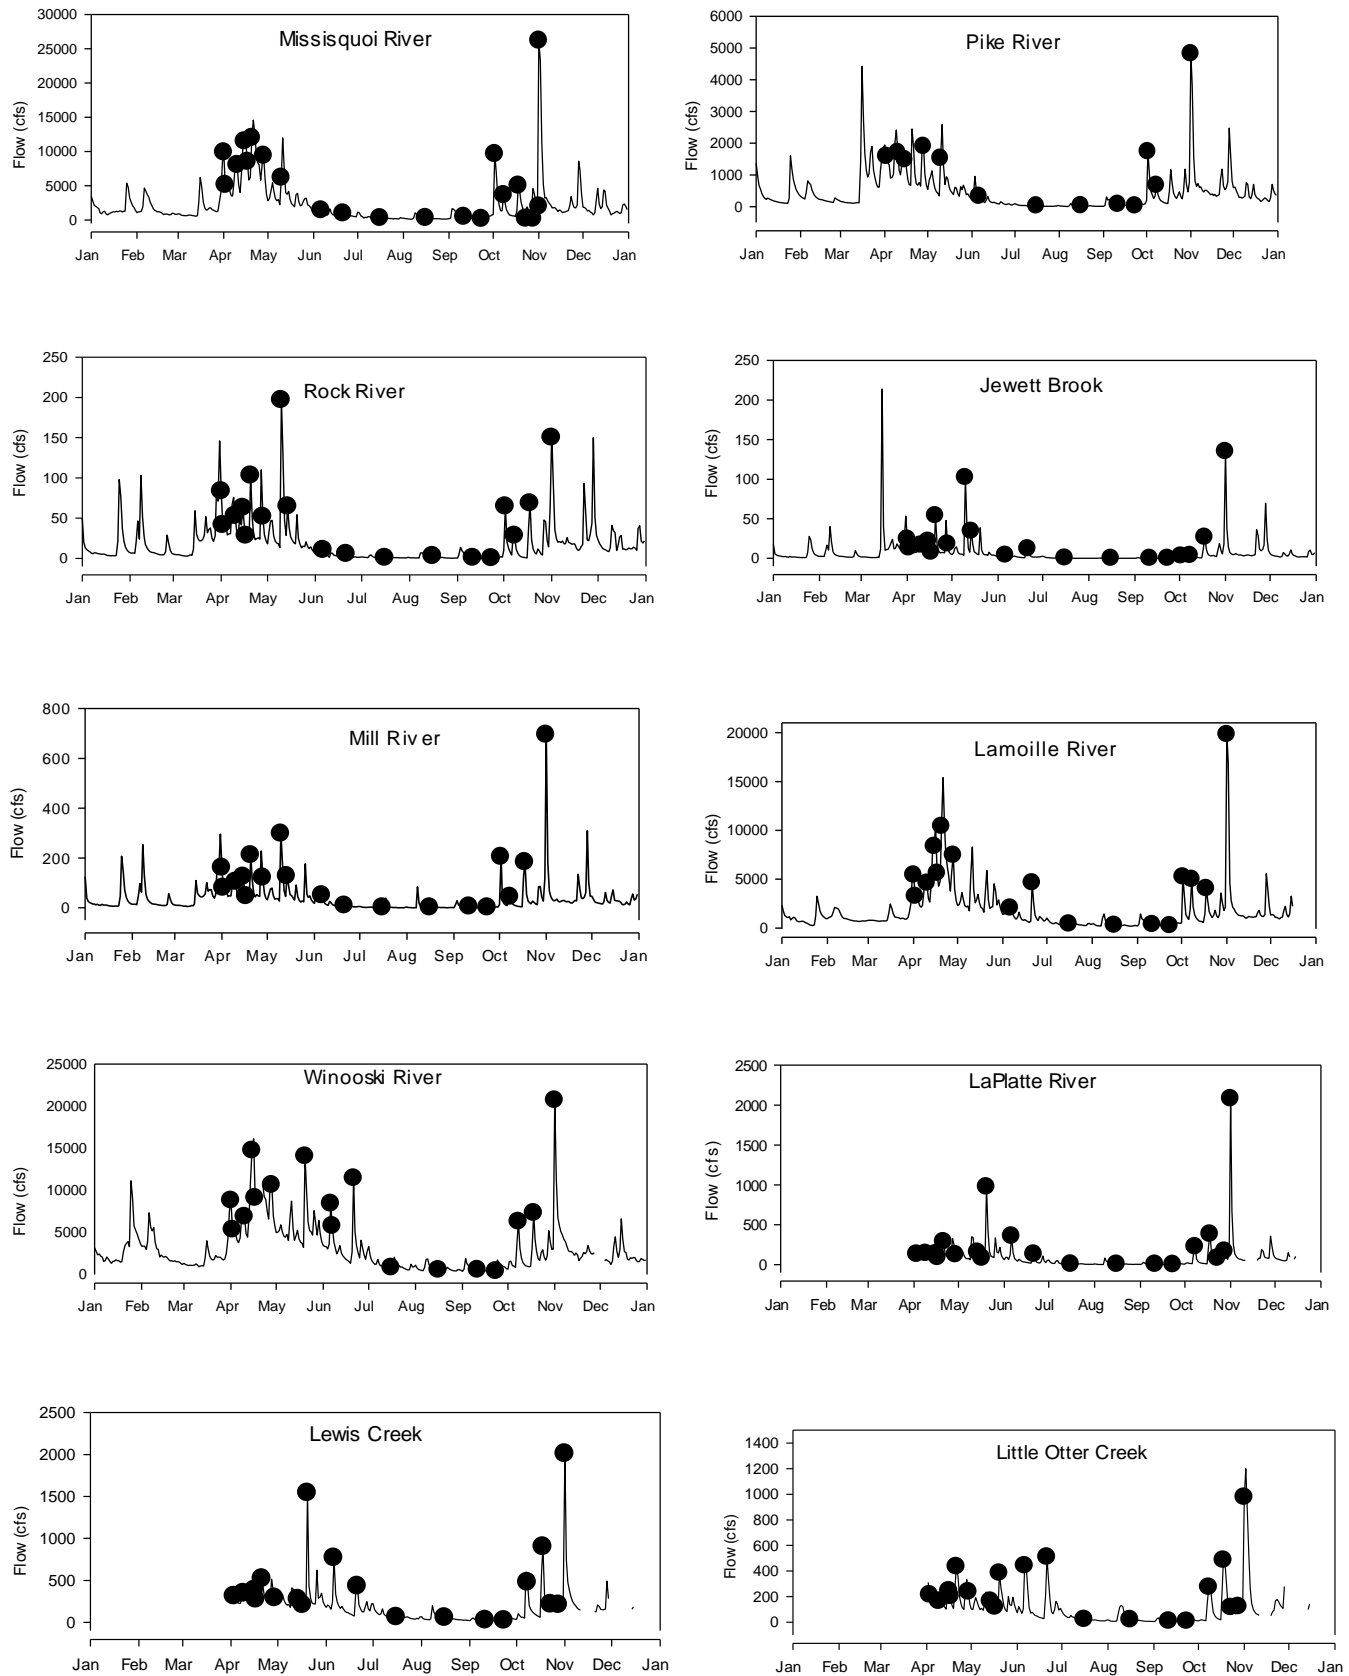 Missisquoi River
Flow (cfs)
30000
25000
20000
15000
10000
5000
0
Jan Feb Mar Apr May Jun Jul Aug Sep Oct Nov Dec Jan
Pike River
Flow (cfs)
6000
5000
4000
3000
2000
1000
0
Jan Feb Mar Apr May Jun Jul Aug Sep Oct Nov Dec Jan
Rock River
Flow (cfs)
250
200
150
100
50
0
Jan Feb Mar Apr May Jun Jul Aug Sep Oct Nov Dec Jan
Jewett Brook
Flow (cfs)
250
200
150
100
50
0
Jan Feb Mar Apr May Jun Jul Aug Sep Oct Nov Dec Jan
Mill River
Flow (cfs)
800
600
400
200
0
Jan Feb Mar Apr May Jun Jul Aug Sep Oct Nov Dec Jan
Lamoille River
Flow (cfs)
20000
15000
10000
5000
0
Jan Feb Mar Apr May Jun Jul Aug Sep Oct Nov Dec Jan
Winooski River
Flow (cfs)
25000
20000
15000
10000
5000
0
Jan Feb Mar Apr May Jun Jul Aug Sep Oct Nov Dec Jan
LaPlatte River
Flow (cfs)
2500
2000
1500
1000
500
0
Jan Feb Mar Apr May Jun Jul Aug Sep Oct Nov Dec Jan
Lewis Creek
Flow (cfs)
2500
2000
1500
1000
500
0
Jan Feb Mar Apr May Jun Jul Aug Sep Oct Nov Dec Jan
Little Otter Creek
Flow (cfs)
1400
1200
1000
800
600
400
200
0
Jan Feb Mar Apr May Jun Jul Aug Sep Oct Nov Dec Jan